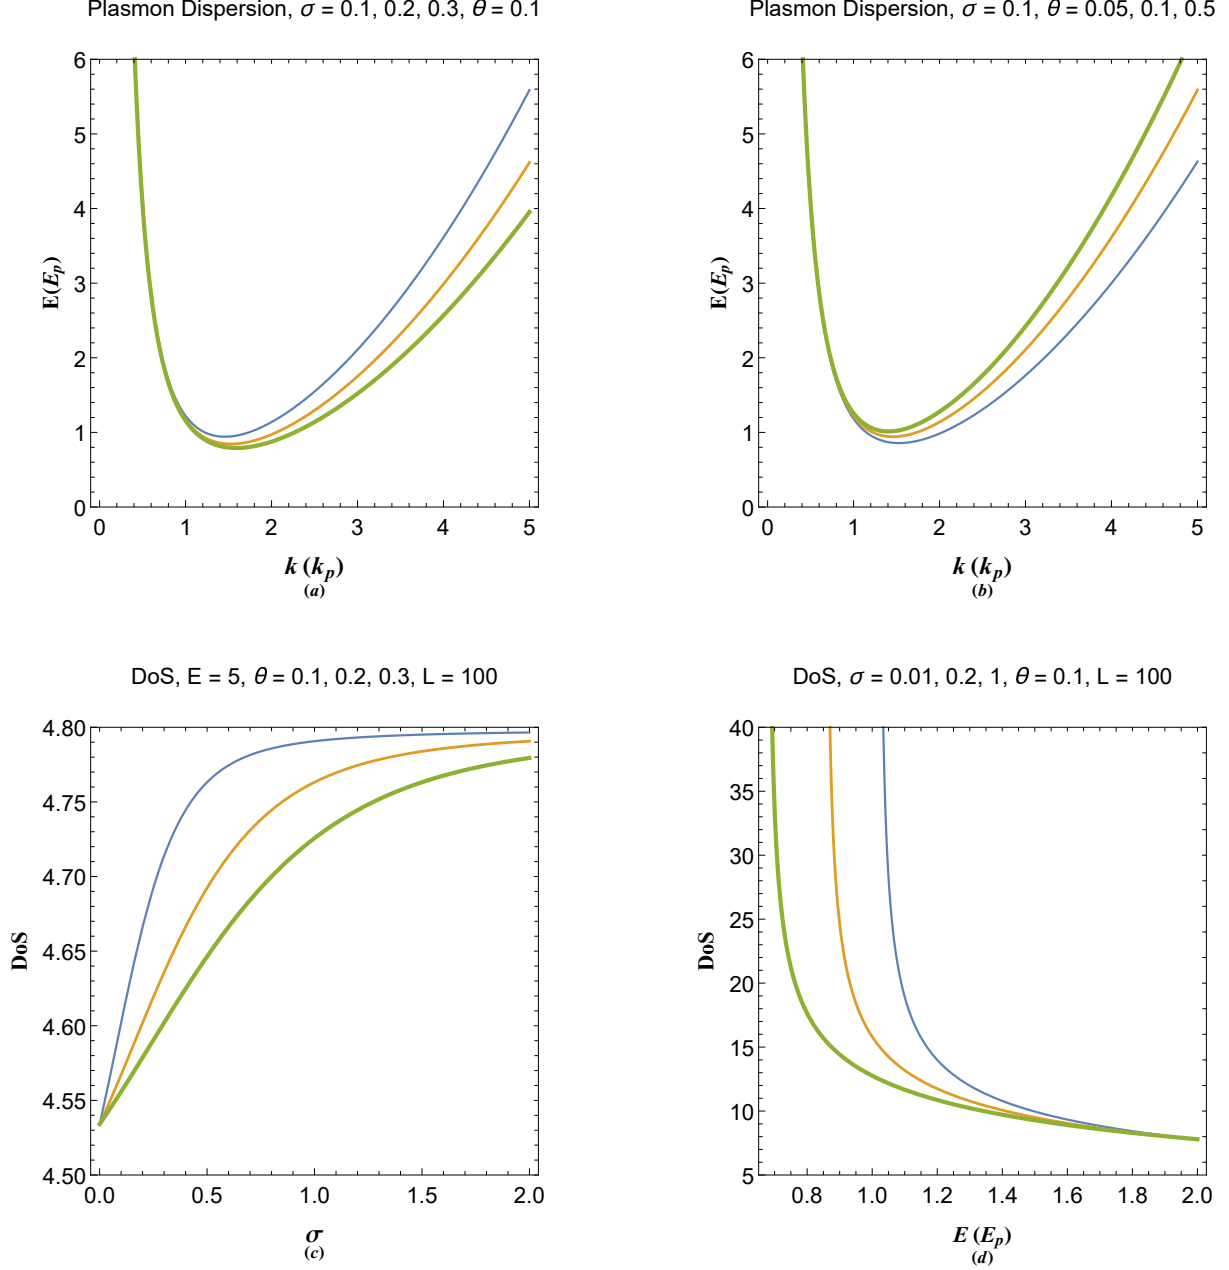 Plasmon Dispersion, σ = 0.1, 0.2, 0.3, θ = 0.1
6
5
4
3
2
1
0
E(E_p)
0 1 2 3 4 5
k (k_p)
(a)
Plasmon Dispersion, σ = 0.1, θ = 0.05, 0.1, 0.5
6
5
4
3
2
1
0
E(E_p)
0 1 2 3 4 5
k (k_p)
(b)
DoS, E = 5, θ = 0.1, 0.2, 0.3, L = 100
4.80
4.75
4.70
4.65
4.60
4.55
4.50
DoS
0.0 0.5 1.0 1.5 2.0
σ
(c)
DoS, σ = 0.01, 0.2, 1, θ = 0.1, L = 100
40
35
30
25
20
15
10
5
DoS
0.8 1.0 1.2 1.4 1.6 1.8 2.0
E (E_p)
(d)